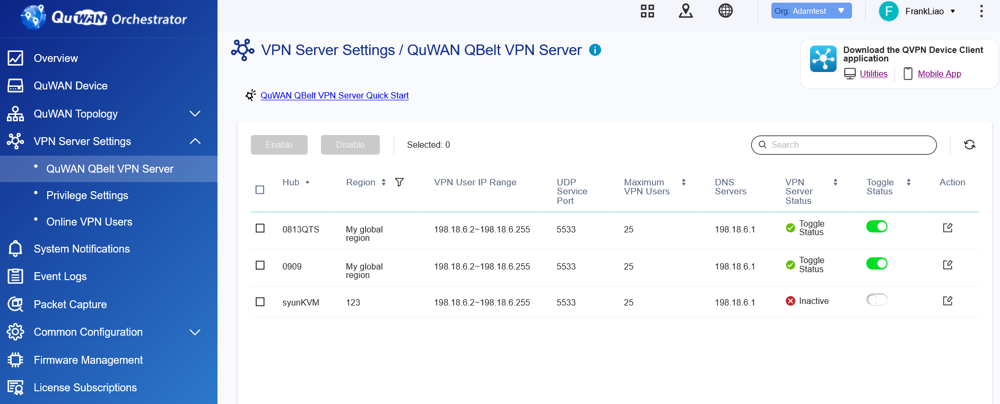 QuWAN Orchestrator
Org: Adamtest
F
FrankLiao
Overview
QuWAN Device
QuWAN Topology
VPN Server Settings
QuWAN QBelt VPN Server
Privilege Settings
Online VPN Users
System Notifications
Event Logs
Packet Capture
Common Configuration
Firmware Management
License Subscriptions
VPN Server Settings / QuWAN QBelt VPN Server
Download the QVPN Device Client
application
Utilities
Mobile App
QuWAN QBelt VPN Server Quick Start
Enable
Disable
Selected: 0
Search
Hub
Region
VPN User IP Range
UDP
Service
Port
Maximum
VPN Users
DNS
Servers
VPN
Server
Status
Toggle
Status
Action
0813QTS
My global
region
198.18.6.2~198.18.6.255
5533
25
198.18.6.1
Toggle
Status
0909
My global
region
198.18.6.2~198.18.6.255
5533
25
198.18.6.1
Toggle
Status
syunKVM
123
198.18.6.2~198.18.6.255
5533
25
198.18.6.1
Inactive